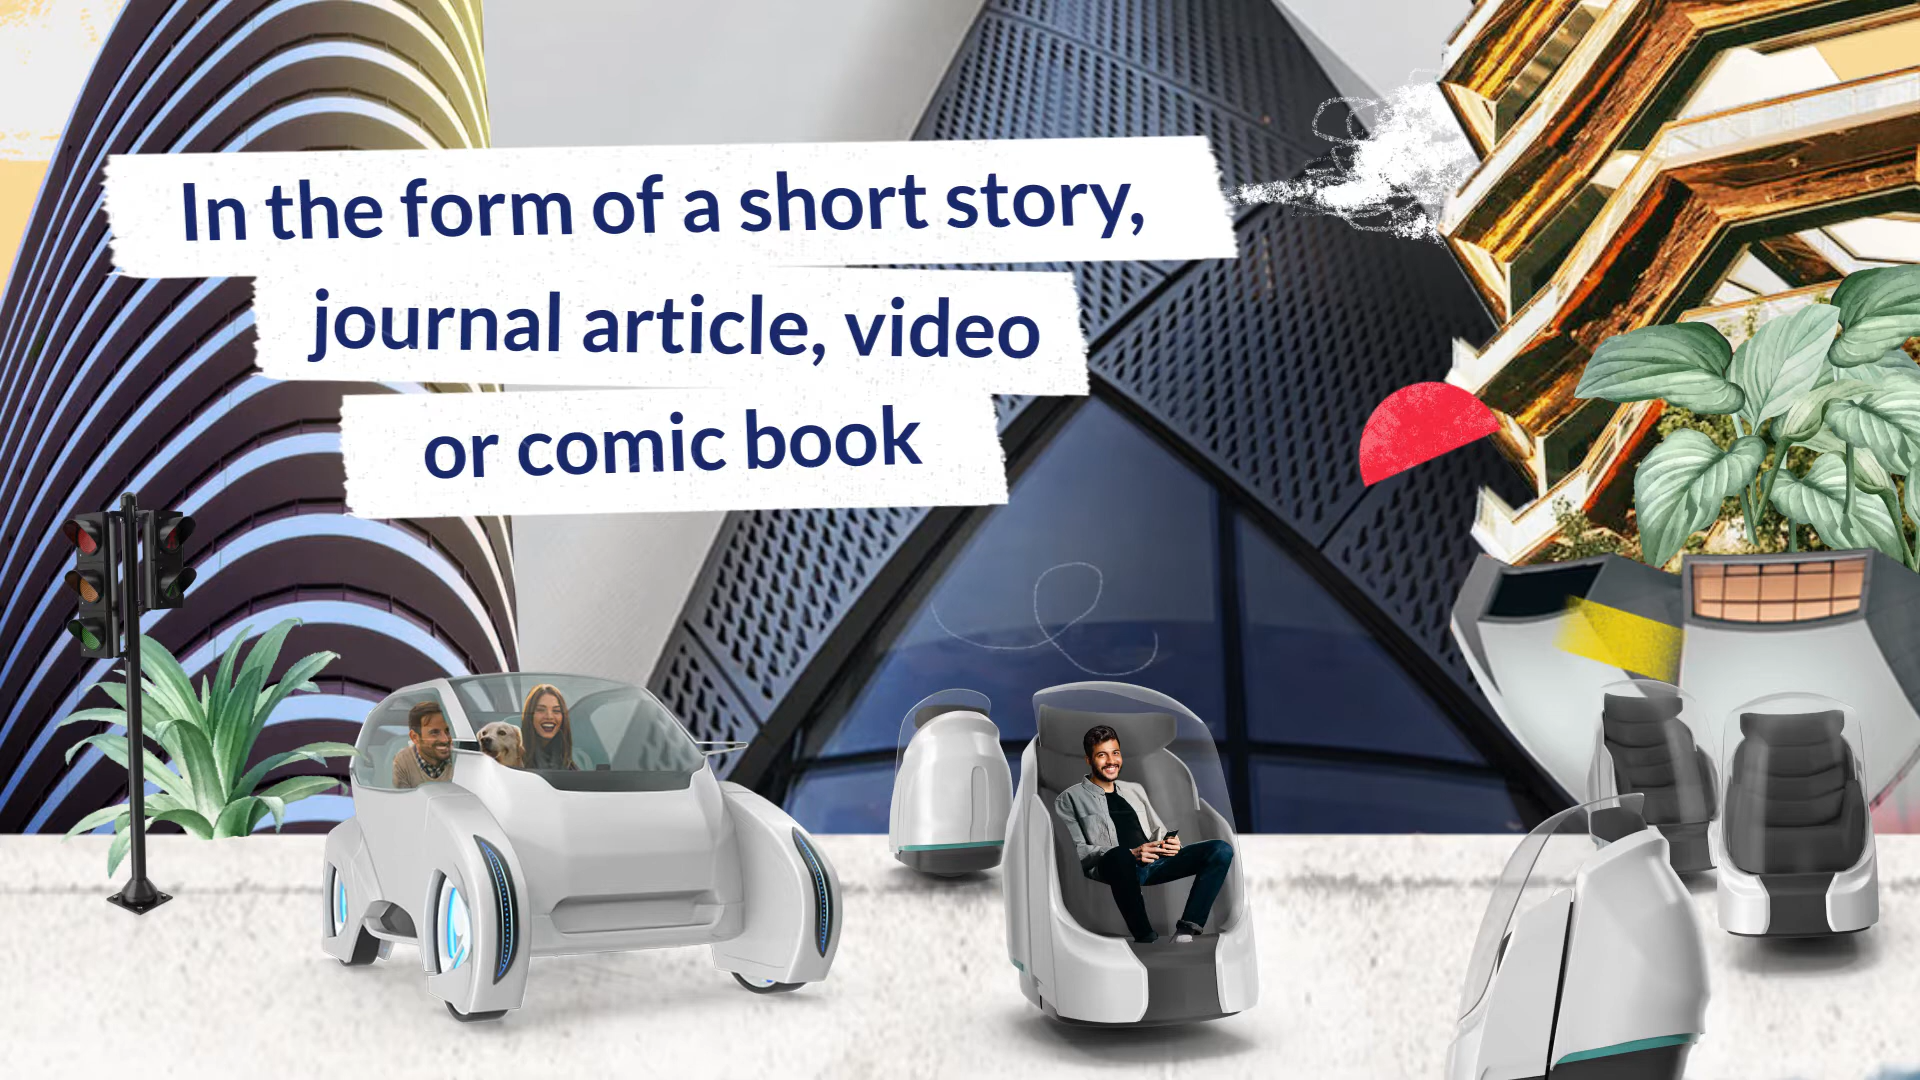 In the form of a short story,
journal article, video
or comic book